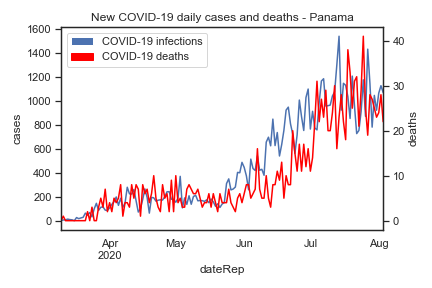 New COVID-19 daily cases and deaths - Panama
COVID-19 infections
COVID-19 deaths
1600
1400
1200
1000
800
600
400
200
0
cases
40
30
20
10
0
deaths
Apr
2020
May
Jun
Jul
Aug
dateRep